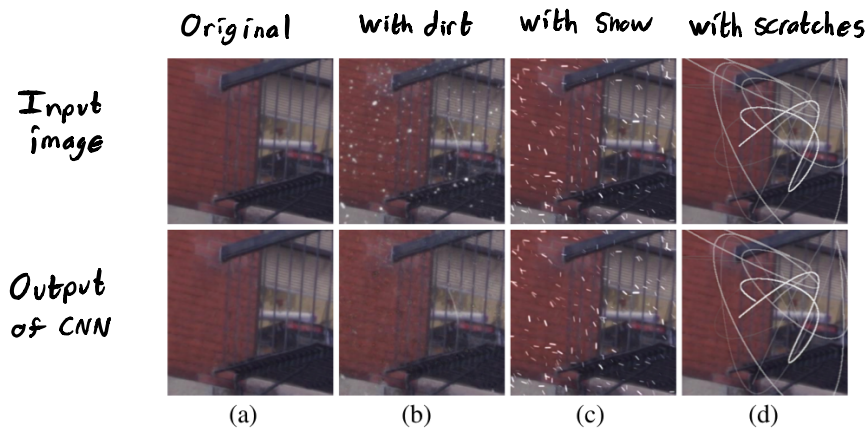 Original with dirt with Snow with scratches
Input
image
Output
of CNN
(a) (b) (c) (d)